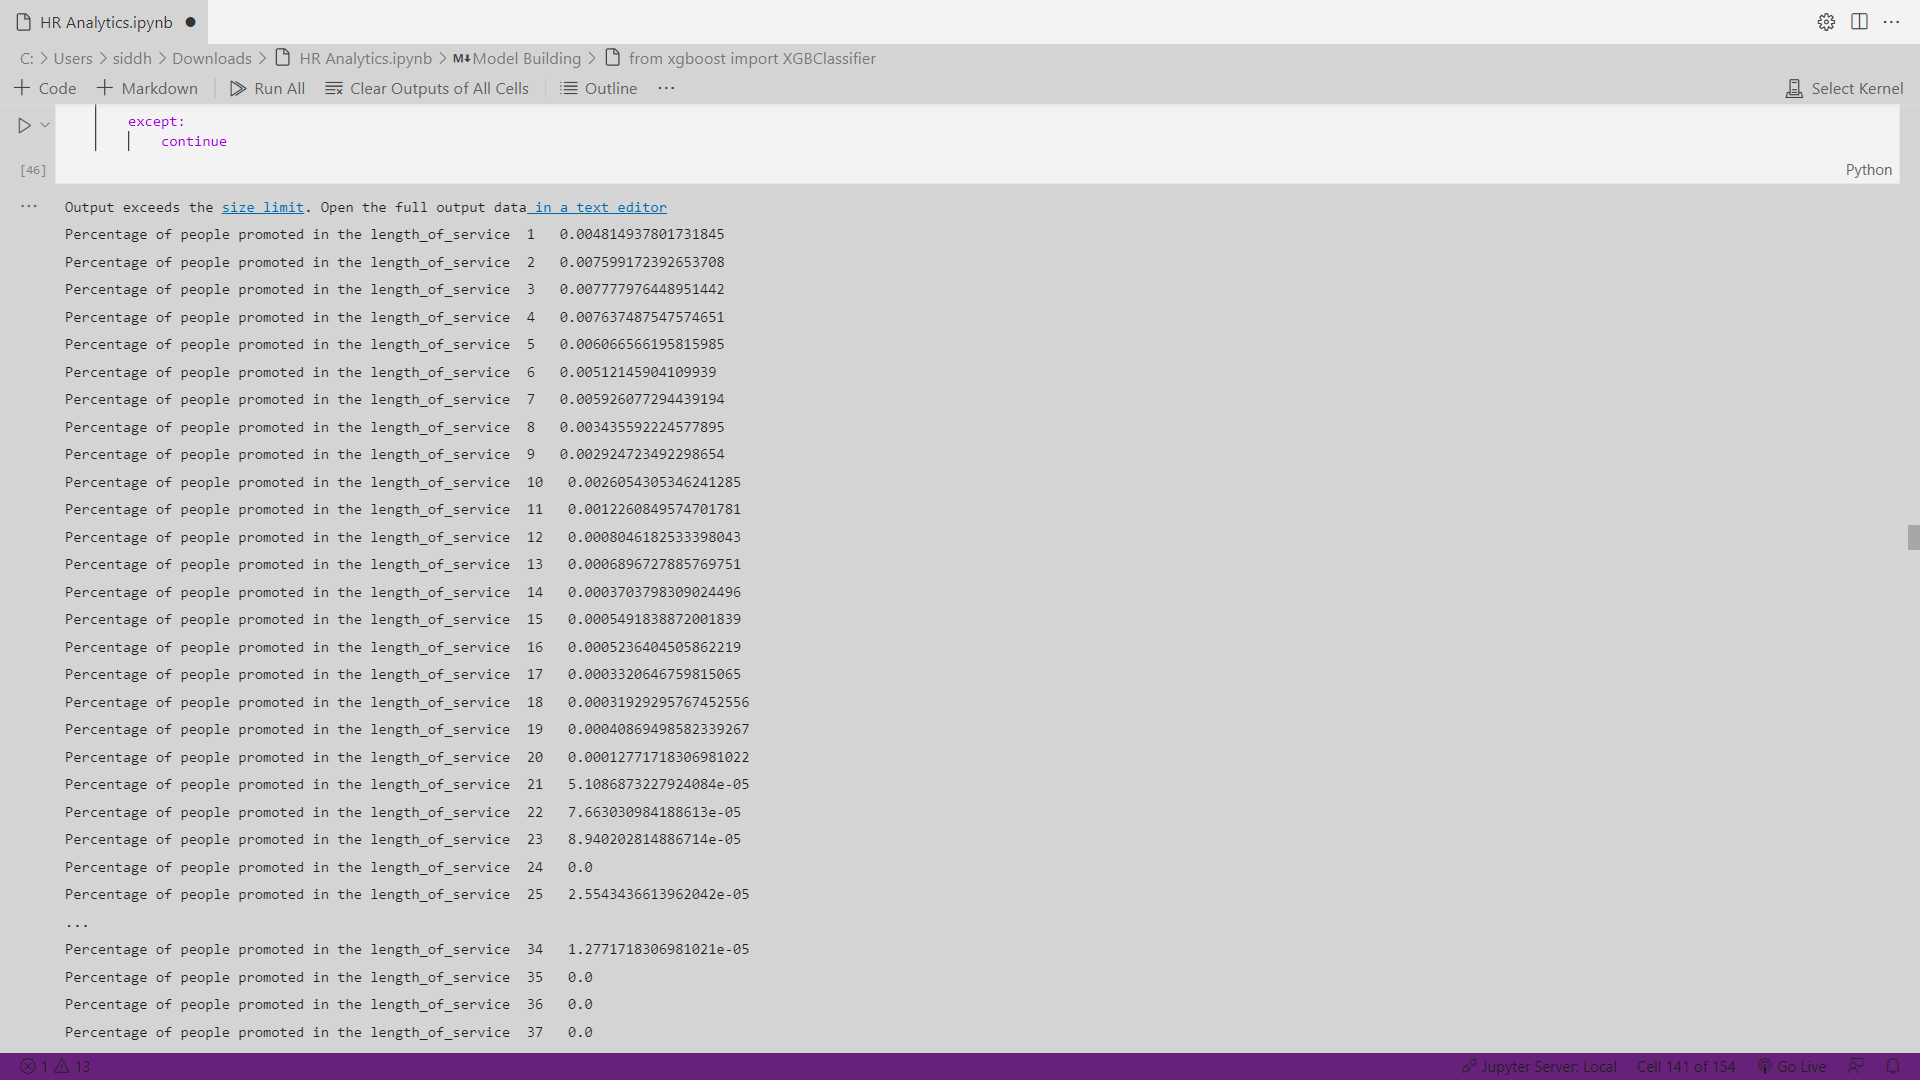 HR Analytics.ipynb
C: > Users > siddh > Downloads > HR Analytics.ipynb > M↓ Model Building > from xgboost import XGBClassifier
+ Code + Markdown Run All Clear Outputs of All Cells Outline ... Select Kernel
except:
continue
[46]
Python
... Output exceeds the size limit. Open the full output data in a text editor
Percentage of people promoted in the length_of_service 1 0.004814937801731845
Percentage of people promoted in the length_of_service 2 0.007599172392653708
Percentage of people promoted in the length_of_service 3 0.007777976448951442
Percentage of people promoted in the length_of_service 4 0.007637487547574651
Percentage of people promoted in the length_of_service 5 0.006066566195815985
Percentage of people promoted in the length_of_service 6 0.00512145904109939
Percentage of people promoted in the length_of_service 7 0.005926077294439194
Percentage of people promoted in the length_of_service 8 0.003435592224577895
Percentage of people promoted in the length_of_service 9 0.002924723492298654
Percentage of people promoted in the length_of_service 10 0.0026054305346241285
Percentage of people promoted in the length_of_service 11 0.0012260849574701781
Percentage of people promoted in the length_of_service 12 0.0008046182533398043
Percentage of people promoted in the length_of_service 13 0.0006896727885769751
Percentage of people promoted in the length_of_service 14 0.0003703798309024496
Percentage of people promoted in the length_of_service 15 0.0005491838872001839
Percentage of people promoted in the length_of_service 16 0.0005236404505862219
Percentage of people promoted in the length_of_service 17 0.0003320646759815065
Percentage of people promoted in the length_of_service 18 0.00031929295767452556
Percentage of people promoted in the length_of_service 19 0.00040869498582339267
Percentage of people promoted in the length_of_service 20 0.00012771718306981022
Percentage of people promoted in the length_of_service 21 5.1086873227924084e-05
Percentage of people promoted in the length_of_service 22 7.663030984188613e-05
Percentage of people promoted in the length_of_service 23 8.940202814886714e-05
Percentage of people promoted in the length_of_service 24 0.0
Percentage of people promoted in the length_of_service 25 2.5543436613962042e-05
...
Percentage of people promoted in the length_of_service 34 1.2771718306981021e-05
Percentage of people promoted in the length_of_service 35 0.0
Percentage of people promoted in the length_of_service 36 0.0
Percentage of people promoted in the length_of_service 37 0.0
1 13 Jupyter Server: Local Cell 141 of 154 Go Live